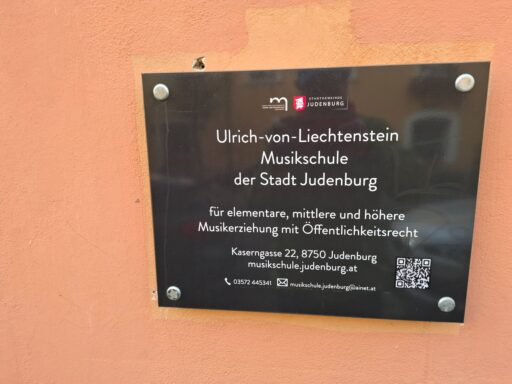 STADTGEMEINDE
JUDENBURG
Ulrich-von-Liechtenstein
Musikschule
der Stadt Judenburg
für elementare, mittlere und höhere
Musikerziehung mit Öffentlichkeitsrecht
Kaserngasse 22, 8750 Judenburg
musikschule.judenburg.at
03572 445341 musikschule.judenburg@ainet.at